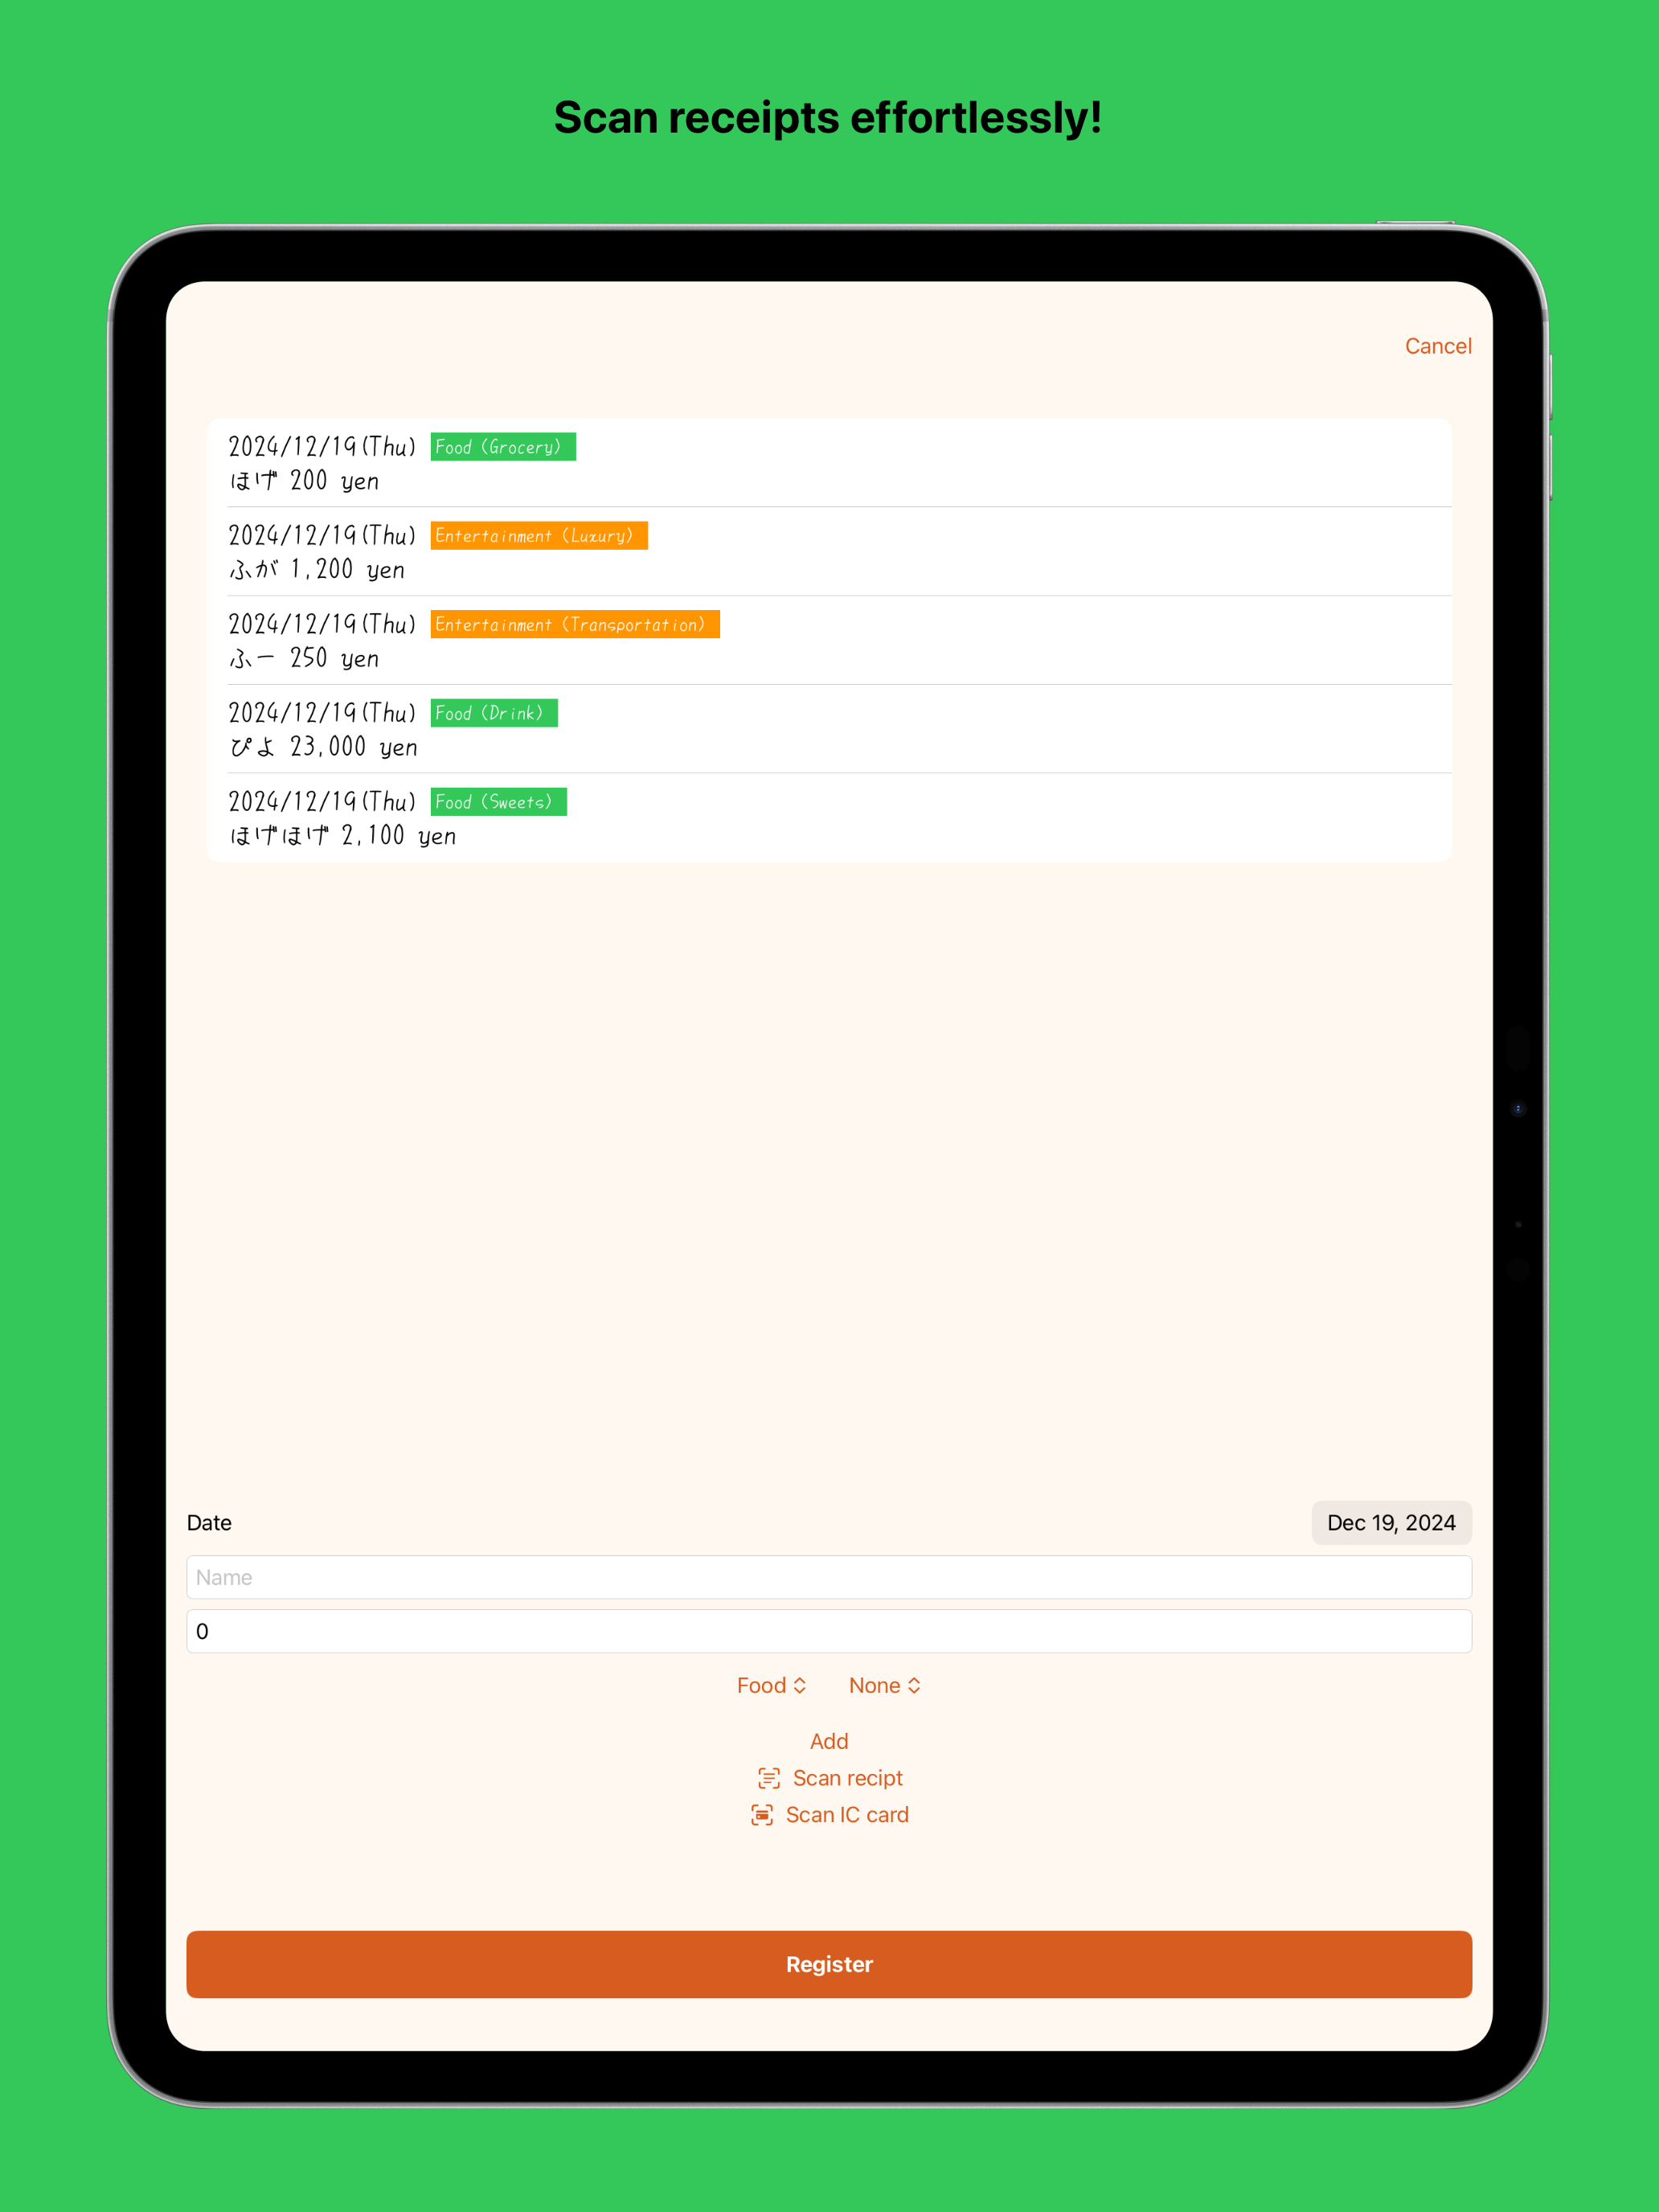 Scan receipts effortlessly!
Cancel
2024/12/19(Thu) Food (Grocery)
ほげ 200 yen
2024/12/19(Thu) Entertainment (Luxury)
ふが 1,200 yen
2024/12/19(Thu) Entertainment (Transportation)
ふー 250 yen
2024/12/19(Thu) Food (Drink)
ぴよ 23,000 yen
2024/12/19(Thu) Food (Sweets)
ほげほげ 2,100 yen
Date Dec 19, 2024
Name
0
Food None
Add
Scan recipt
Scan IC card
Register